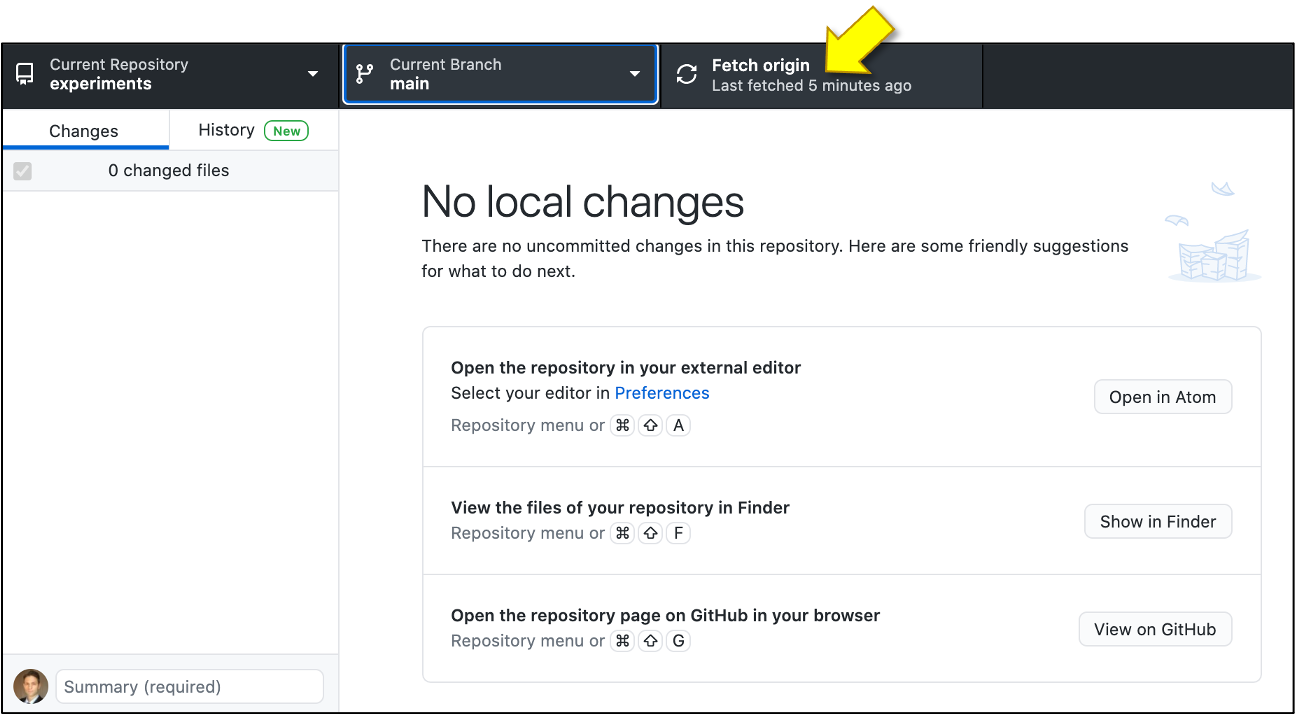 Current Repository
experiments
Current Branch
main
Fetch origin
Last fetched 5 minutes ago
Changes
History New
0 changed files
No local changes
There are no uncommitted changes in this repository. Here are some friendly suggestions
for what to do next.
Open the repository in your external editor
Select your editor in Preferences
Repository menu or ⌘ ⇧ A
Open in Atom
View the files of your repository in Finder
Repository menu or ⌘ ⇧ F
Show in Finder
Open the repository page on GitHub in your browser
Repository menu or ⌘ ⇧ G
View on GitHub
Summary (required)